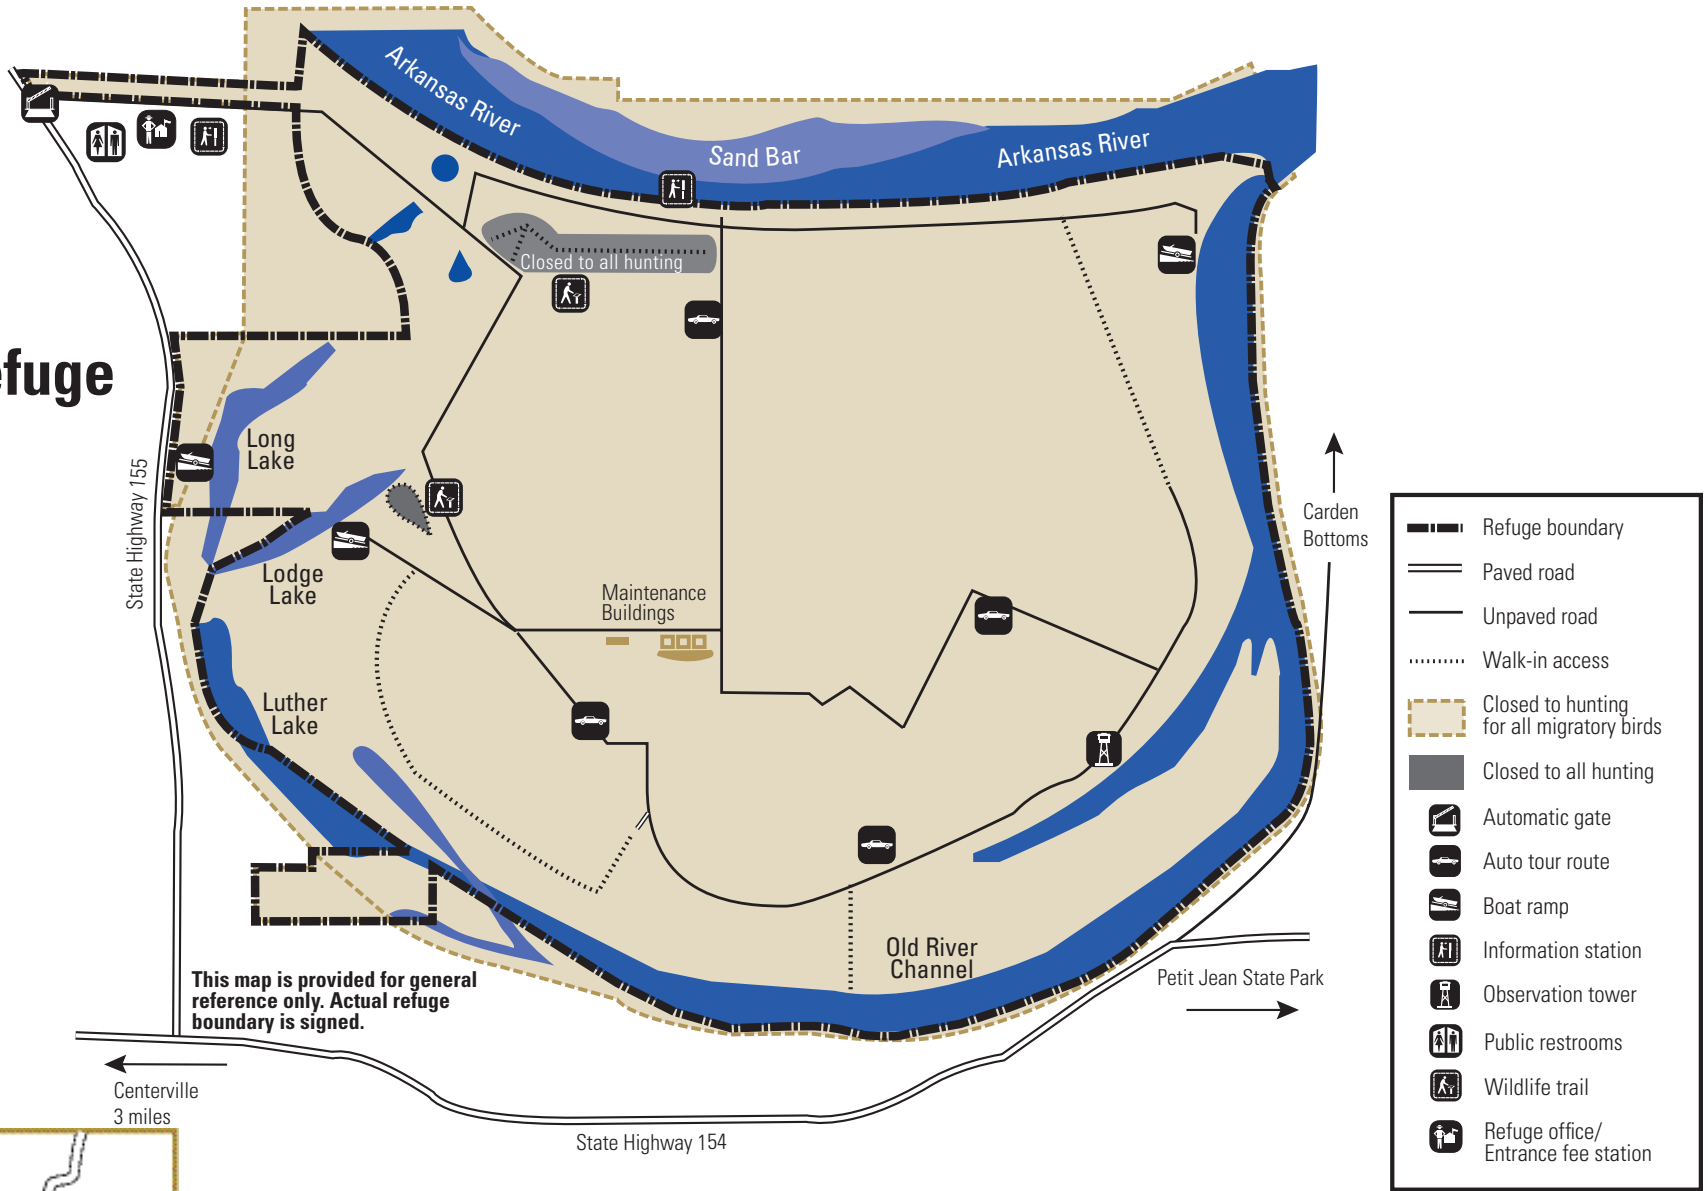 Arkansas River
Sand Bar
Arkansas River
Closed to all hunting
efuge
Long
Lake
State Highway 155
Lodge
Lake
Maintenance
Buildings
Luther
Lake
Carden
Bottoms
Old River
Channel
This map is provided for general
reference only. Actual refuge
boundary is signed.
Petit Jean State Park
Centerville
3 miles
State Highway 154
Refuge boundary
Paved road
Unpaved road
Walk-in access
Closed to hunting
for all migratory birds
Closed to all hunting
Automatic gate
Auto tour route
Boat ramp
Information station
Observation tower
Public restrooms
Wildlife trail
Refuge office/
Entrance fee station